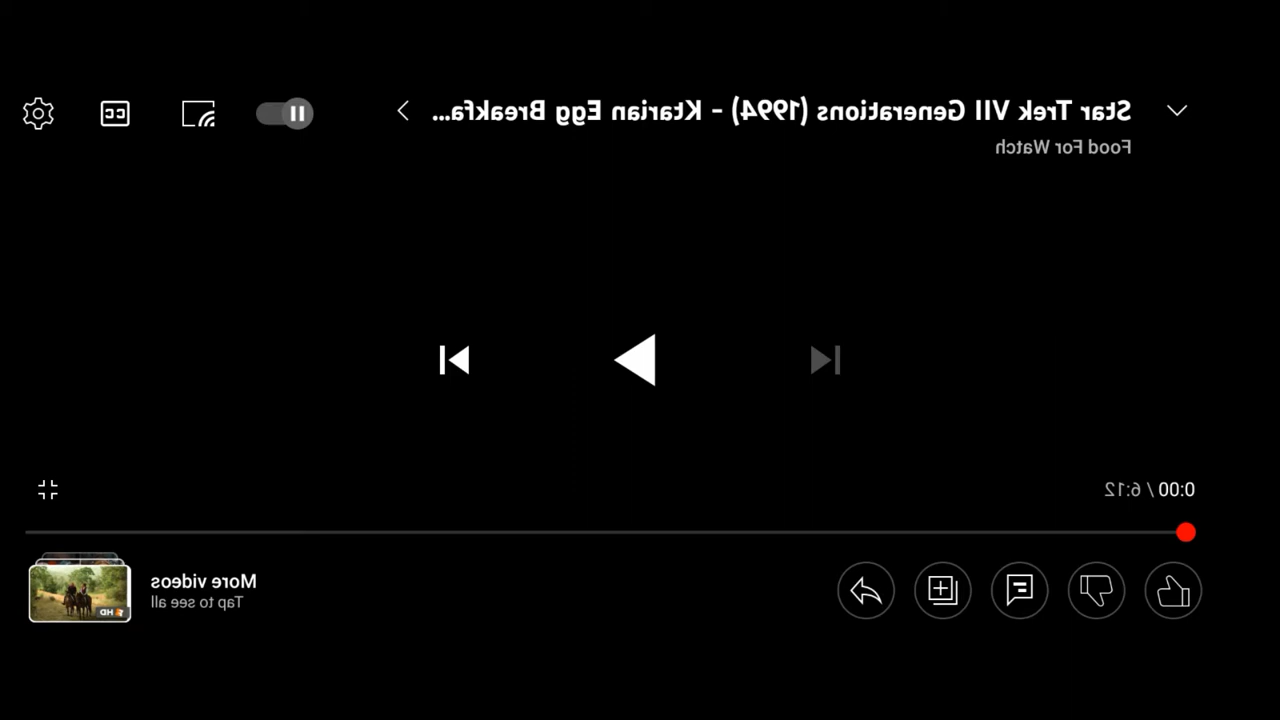 Star Trek VII Generations (1994) - Ktarian Egg Breakfa...
Food For Watch
CC
0:00 / 6:12
More videos
Tap to see all
HD